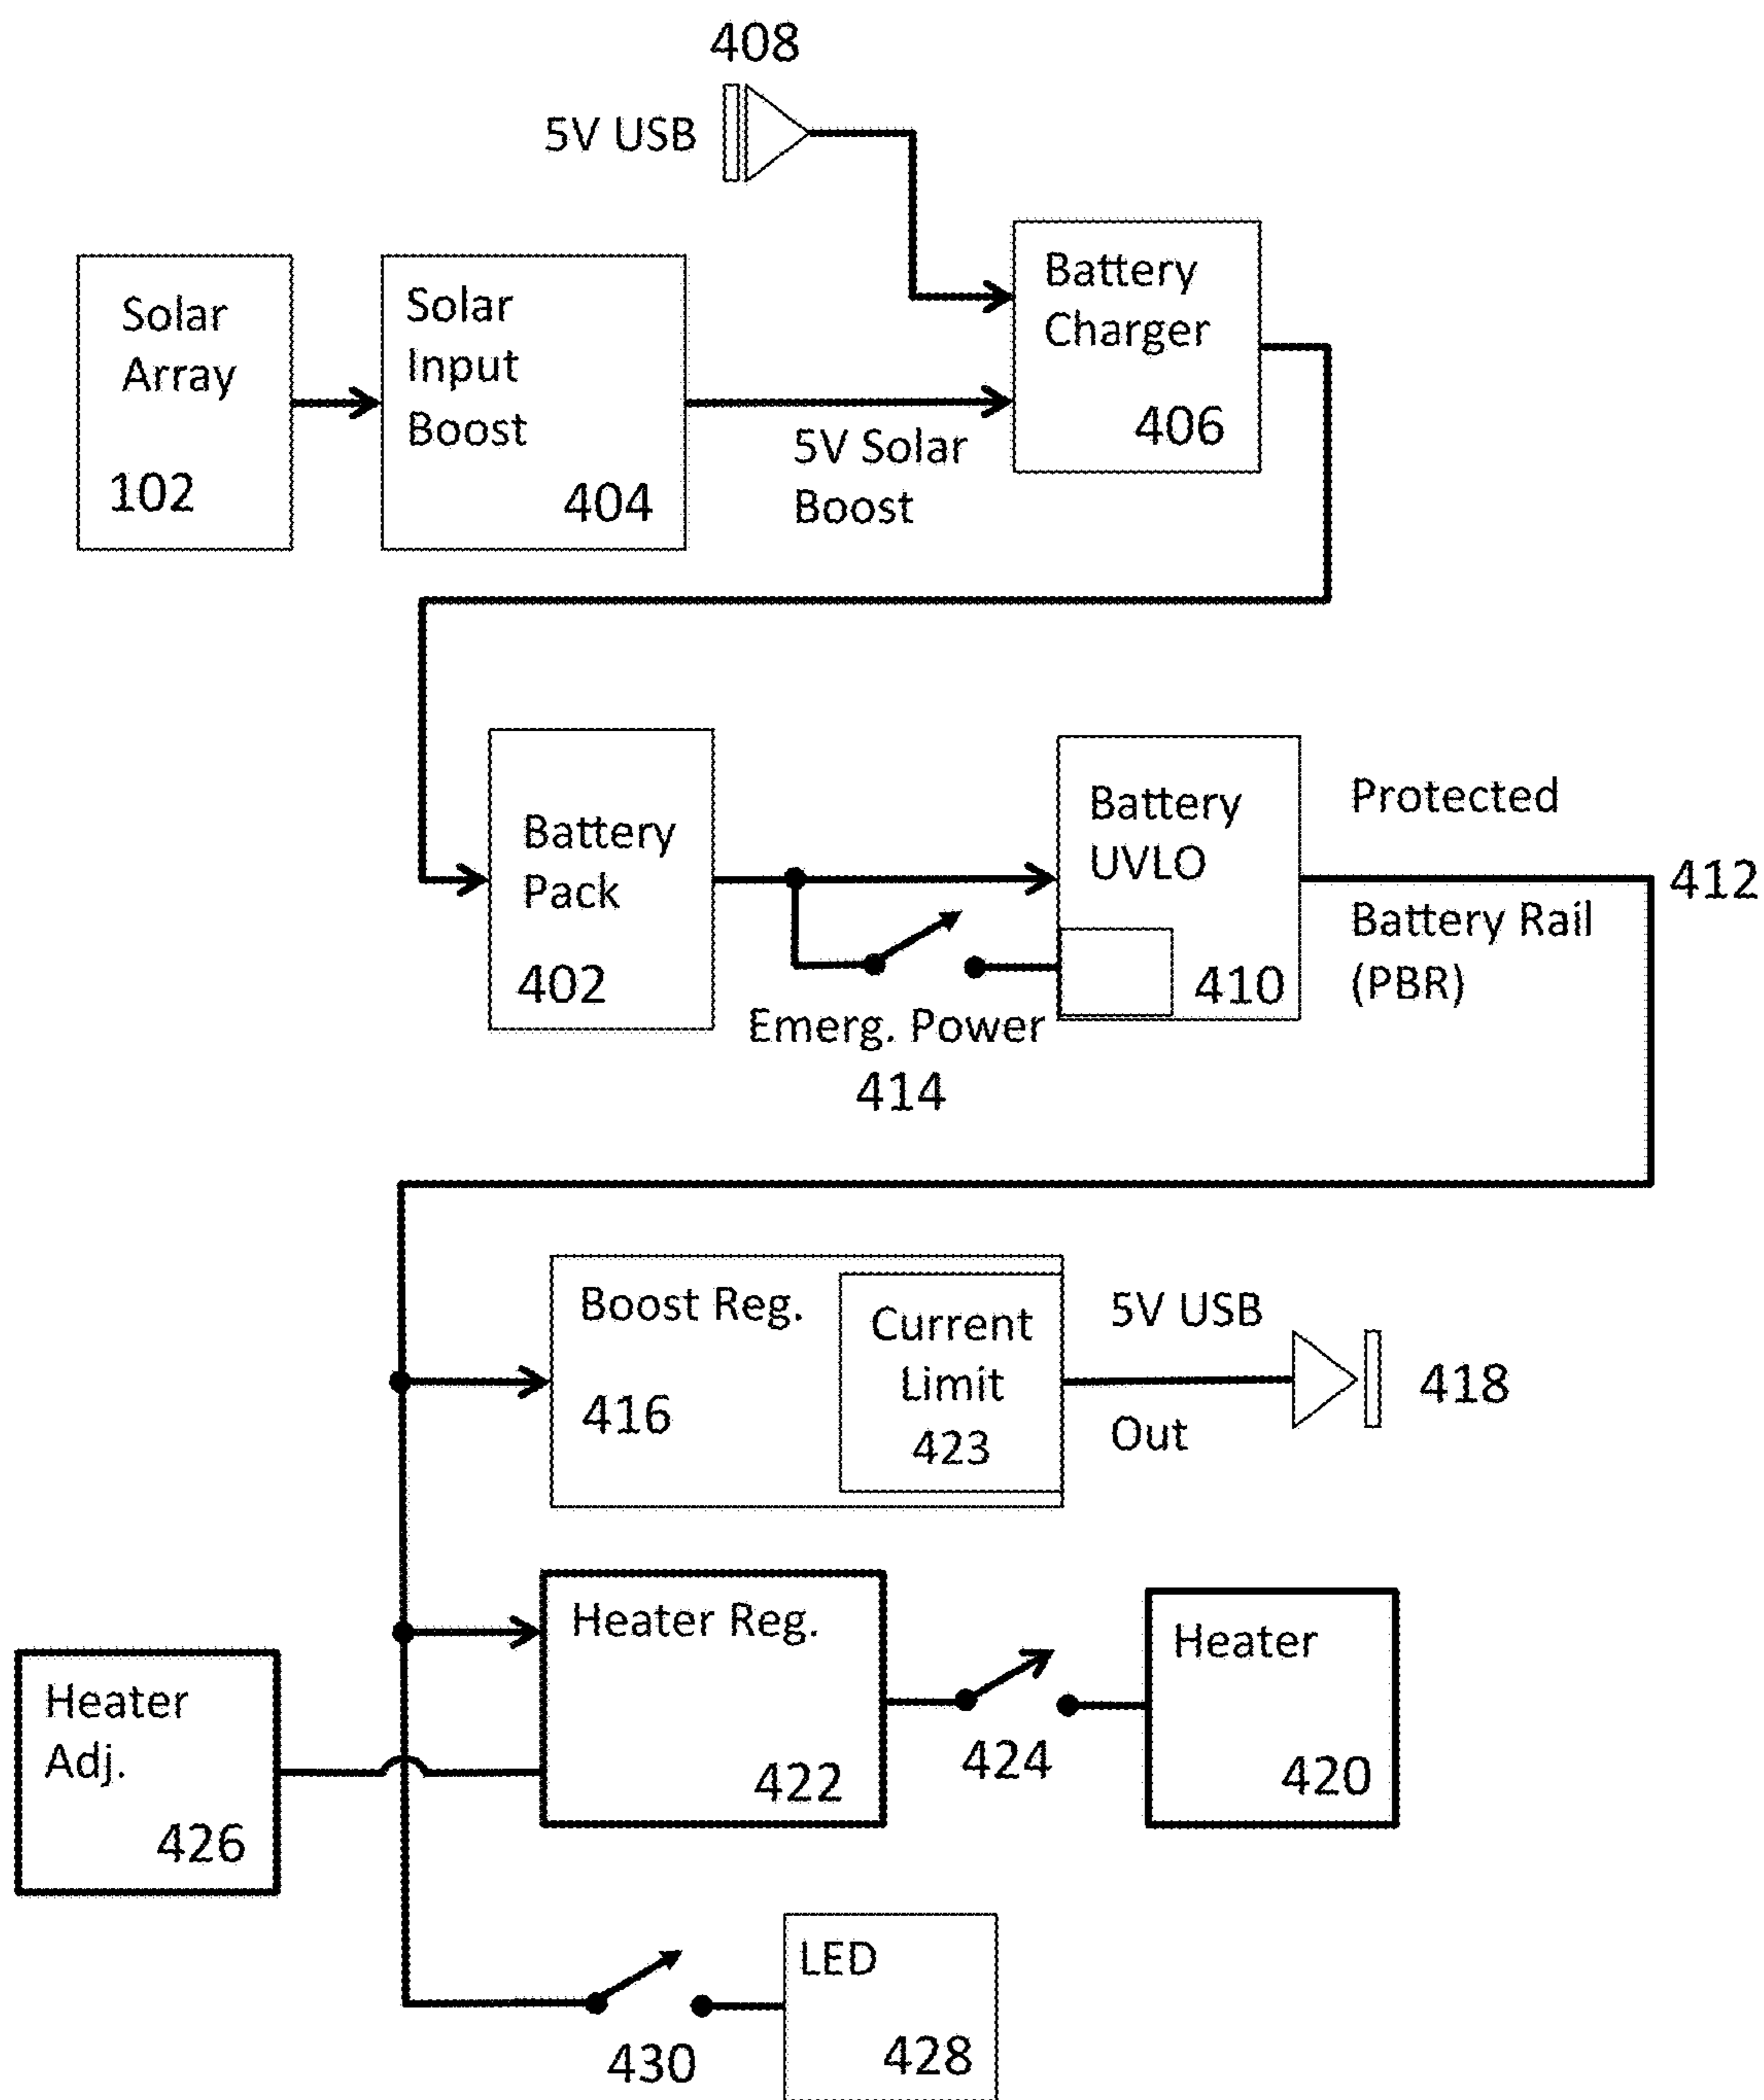 408
5V USB
Solar
Array
102
Solar
Input
Boost
404
5V Solar
Boost
Battery
Charger
406
Battery
Pack
402
Emerg. Power
414
Battery
UVLO
410
Protected
412
Battery Rail
(PBR)
Boost Reg.
416
Current
Limit
423
5V USB
Out
418
Heater
Adj.
426
Heater Reg.
422
424
Heater
420
430
LED
428